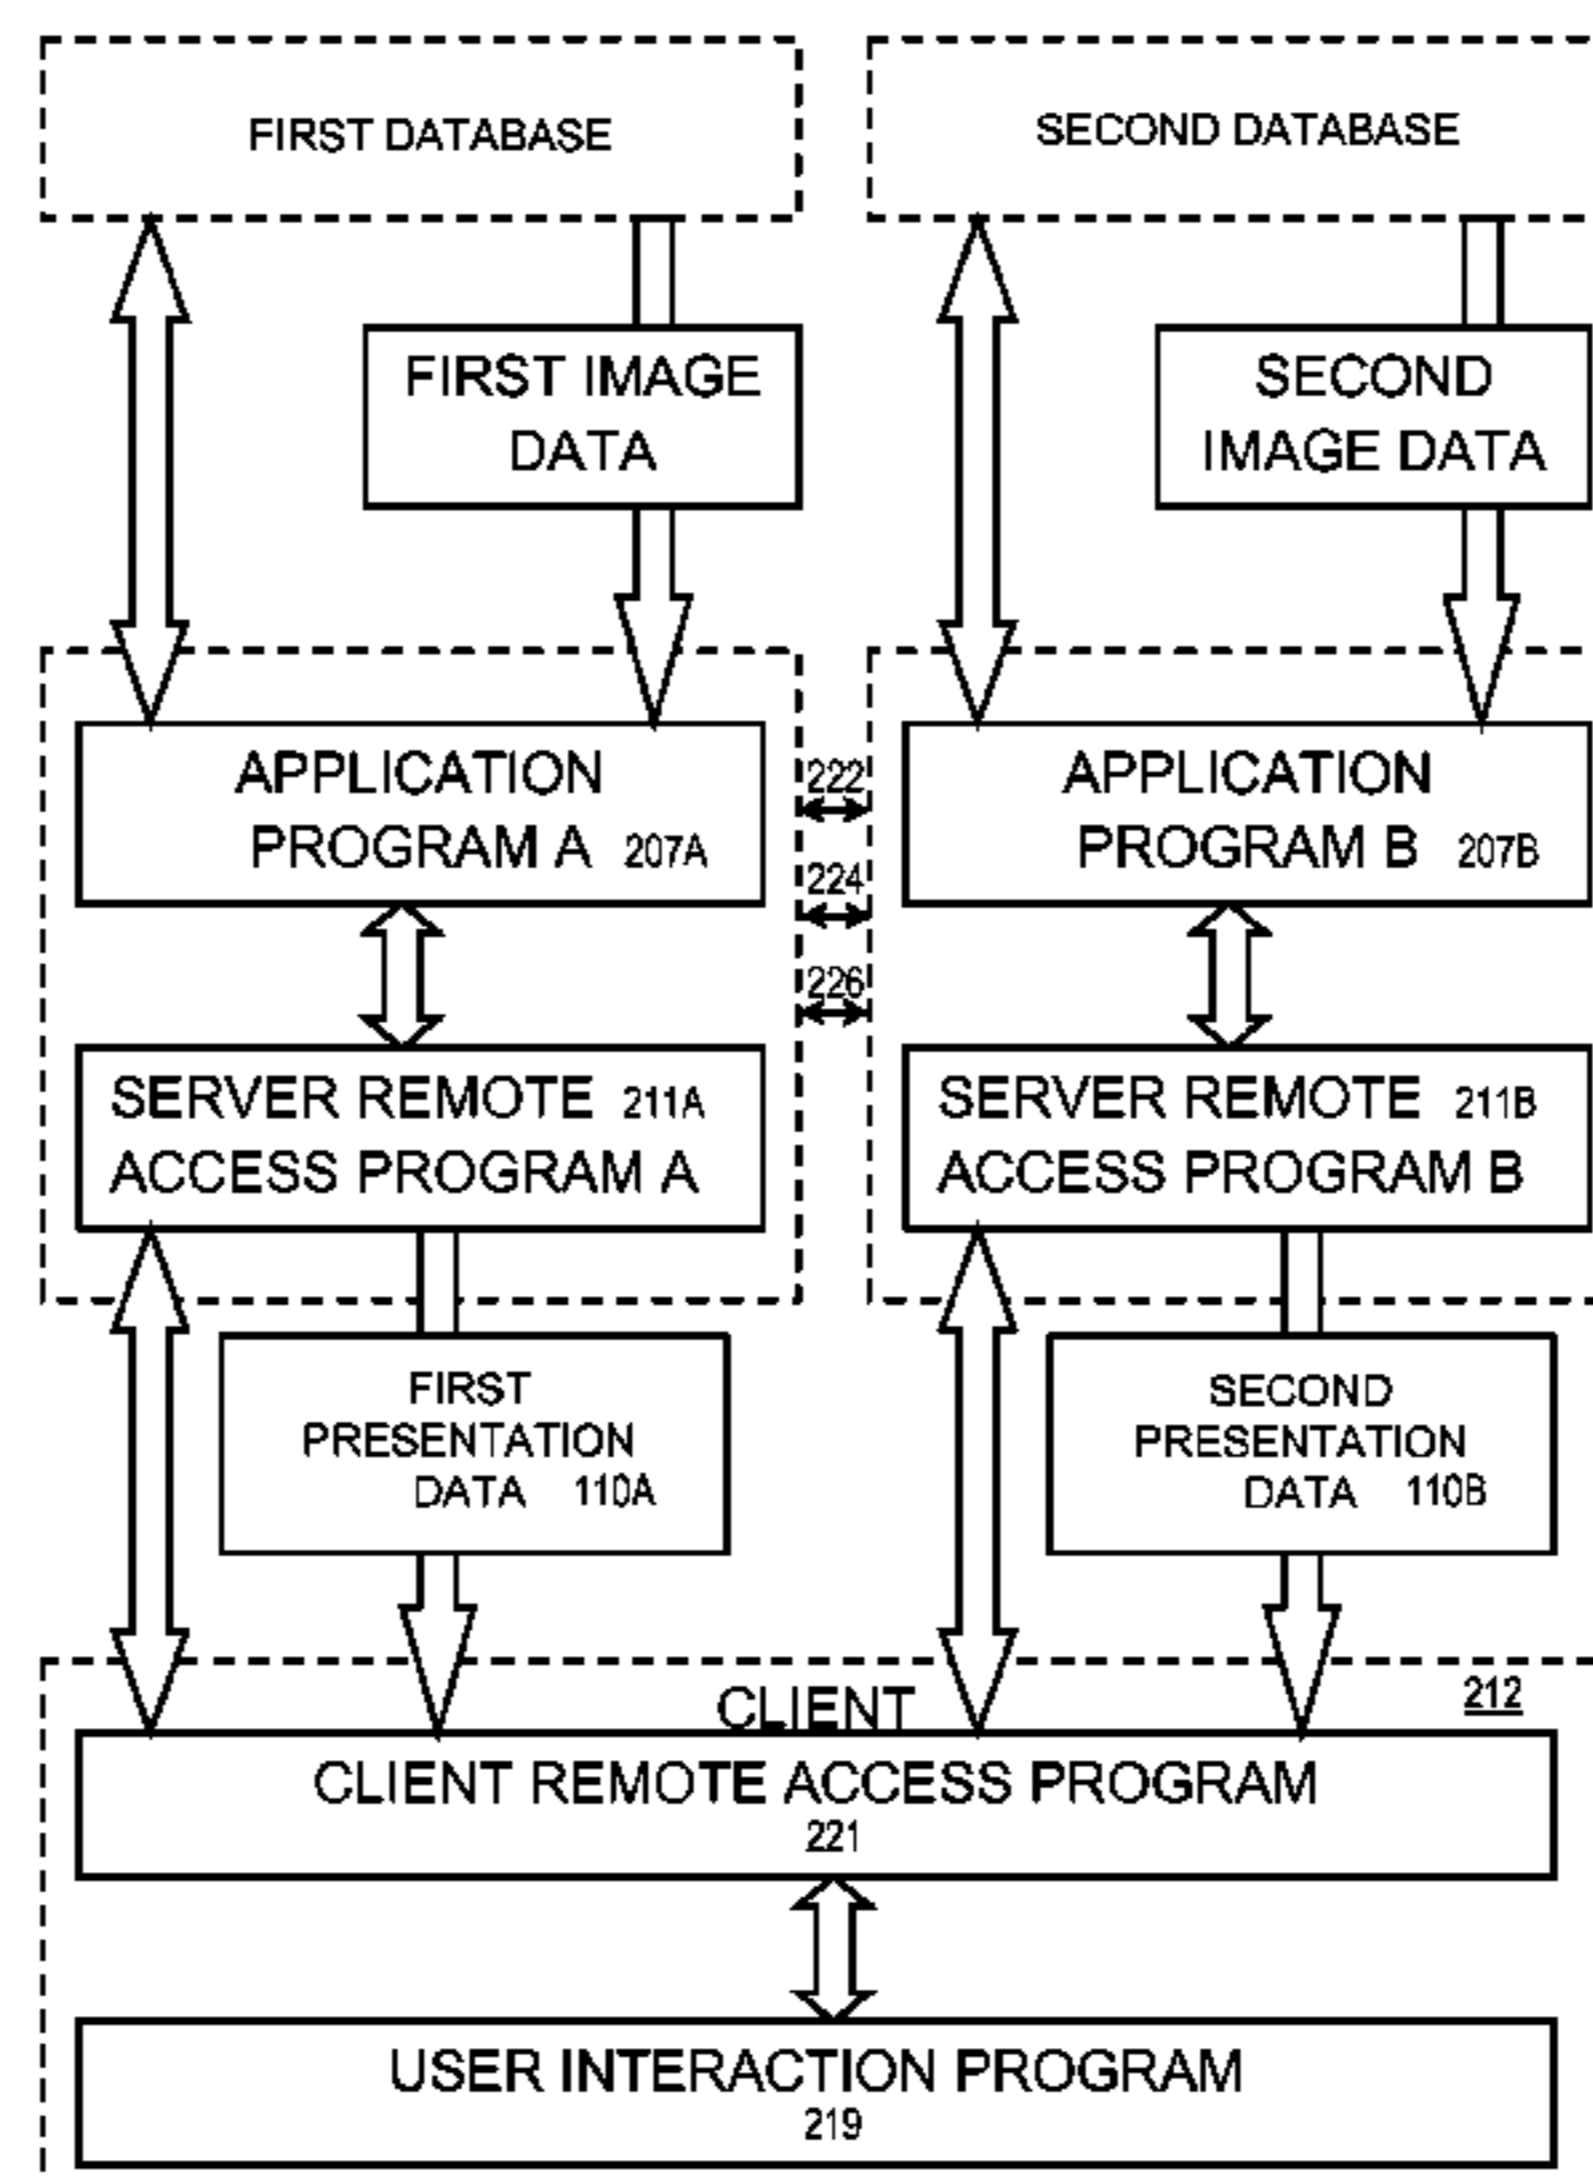 FIRST DATABASE
SECOND DATABASE
FIRST IMAGE
DATA
SECOND
IMAGE DATA
APPLICATION
PROGRAM A 207A
222
224
226
APPLICATION
PROGRAM B 207B
SERVER REMOTE 211A
ACCESS PROGRAM A
SERVER REMOTE 211B
ACCESS PROGRAM B
FIRST
PRESENTATION
DATA 110A
SECOND
PRESENTATION
DATA 110B
CLIENT
212
CLIENT REMOTE ACCESS PROGRAM
221
USER INTERACTION PROGRAM
219